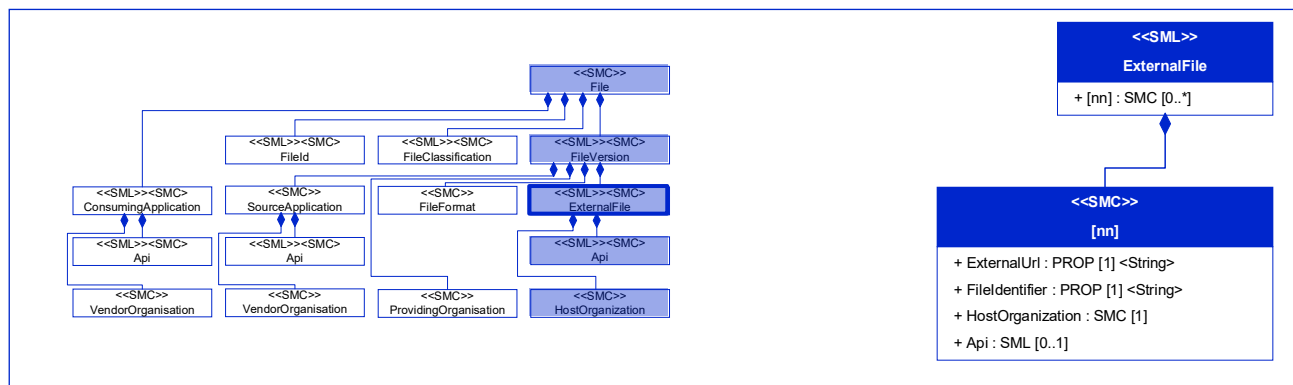 <<SMC>>
File
<<SML>><SMC>
FileId
<<SML>><SMC>
FileClassification
<<SML>><SMC>
FileVersion
<<SML>><SMC>
ConsumingApplication
<<SMC>>
SourceApplication
<<SMC>>
FileFormat
<<SML>><SMC>
ExternalFile
<<SML>><SMC>
Api
<<SML>><SMC>
Api
<<SML>><SMC>
Api
<<SMC>>
VendorOrganisation
<<SMC>>
VendorOrganisation
<<SMC>>
ProvidingOrganisation
<<SMC>>
HostOrganization
<<SML>>
ExternalFile
+ [nn] : SMC [0..*]
<<SMC>>
[nn]
+ ExternalUrl : PROP [1] <String>
+ FileIdentifier : PROP [1] <String>
+ HostOrganization : SMC [1]
+ Api : SML [0..1]